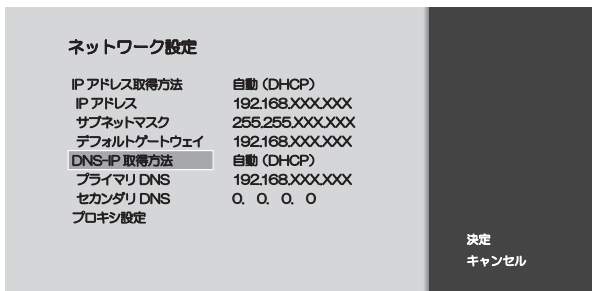 ネットワーク設定
IP アドレス取得方法 自動（DHCP）
IP アドレス 192.168.XXX.XXX
サブネットマスク 255.255.XXX.XXX
デフォルトゲートウェイ 192.168.XXX.XXX
DNS-IP 取得方法 自動（DHCP）
プライマリ DNS 192.168.XXX.XXX
セカンダリ DNS 0. 0. 0. 0
プロキシ設定
決定
キャンセル